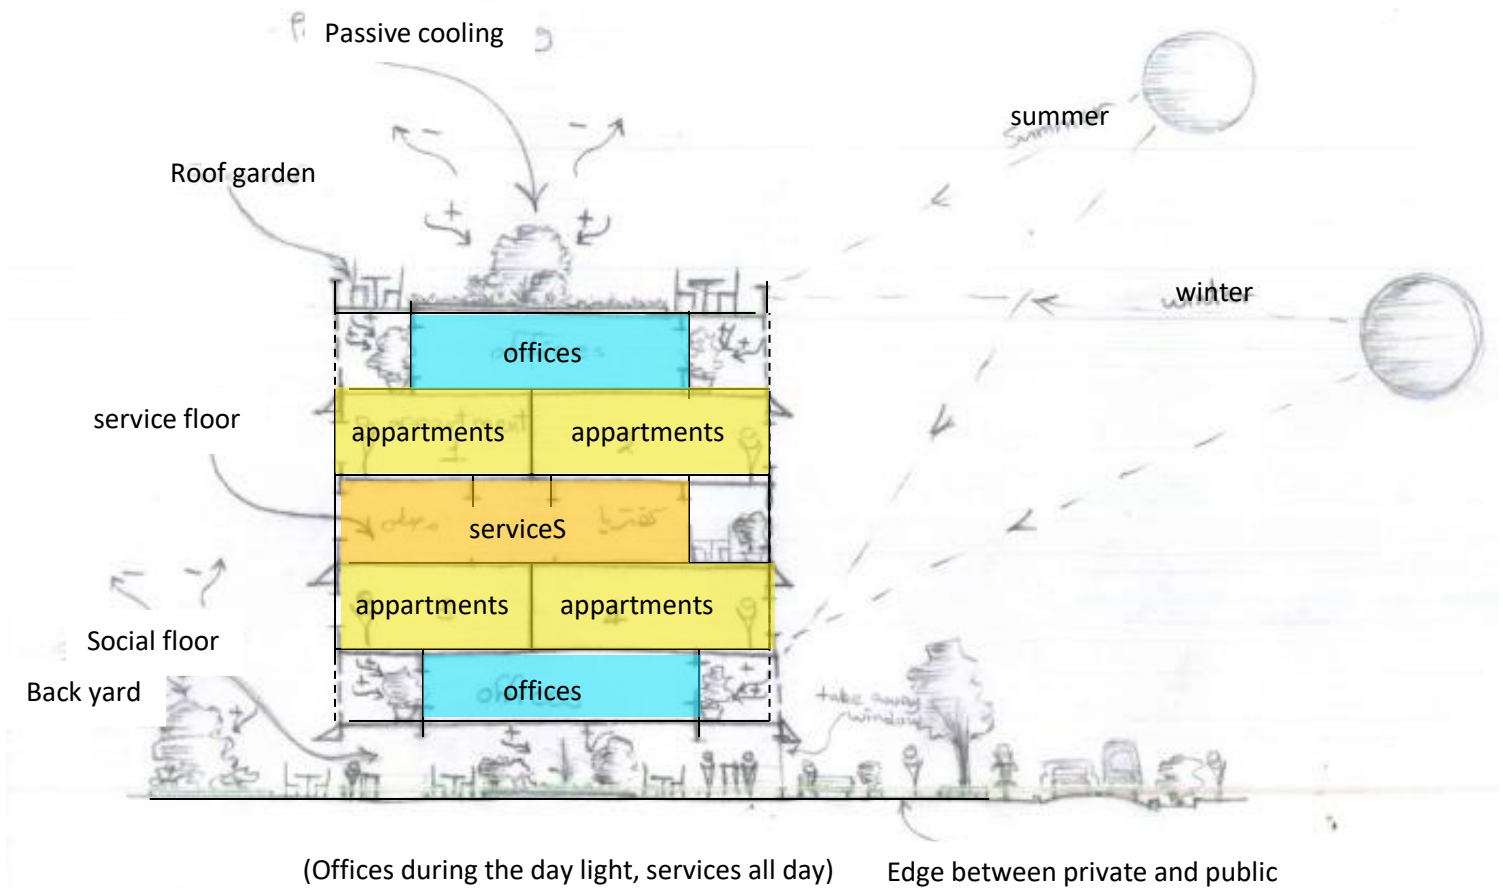 Passive cooling
summer
Roof garden
winter
offices
service floor
appartments appartments
serviceS
كفتريا
appartments appartments
Social floor
Back yard
offices
take away
window
(Offices during the day light, services all day)
Edge between private and public